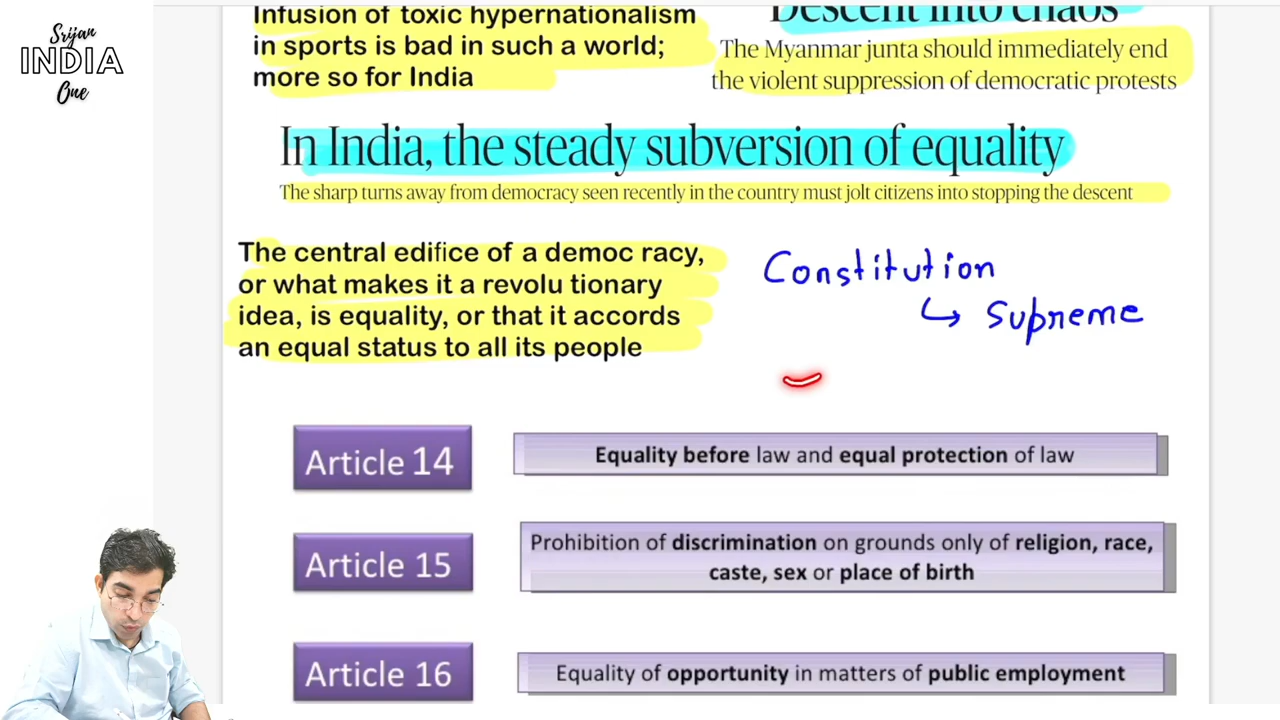 Srijan
INDIA
One
Infusion of toxic hypernationalism
in sports is bad in such a world;
more so for India
Descent into chaos
The Myanmar junta should immediately end
the violent suppression of democratic protests
In India, the steady subversion of equality
The sharp turns away from democracy seen recently in the country must jolt citizens into stopping the descent
The central edifice of a democ racy,
or what makes it a revolu tionary
idea, is equality, or that it accords
an equal status to all its people
Constitution
↳ Supreme
Article 14
Equality before law and equal protection of law
Article 15
Prohibition of discrimination on grounds only of religion, race,
caste, sex or place of birth
Article 16
Equality of opportunity in matters of public employment